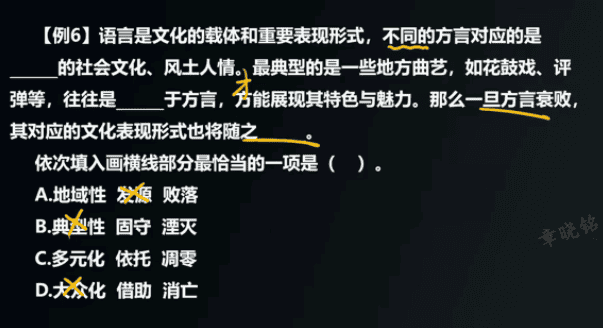 【例6】语言是文化的载体和重要表现形式，不同的方言对应的是
______的社会文化、风土人情。最典型的是一些地方曲艺，如花鼓戏、评
弹等，往往是______于方言，方能展现其特色与魅力。那么一旦方言衰败，
其对应的文化表现形式也将随之______。
依次填入画横线部分最恰当的一项是（ ）。
A.地域性 发源 败落
B.典型性 固守 湮灭
C.多元化 依托 凋零
D.大众化 借助 消亡
章晓铭